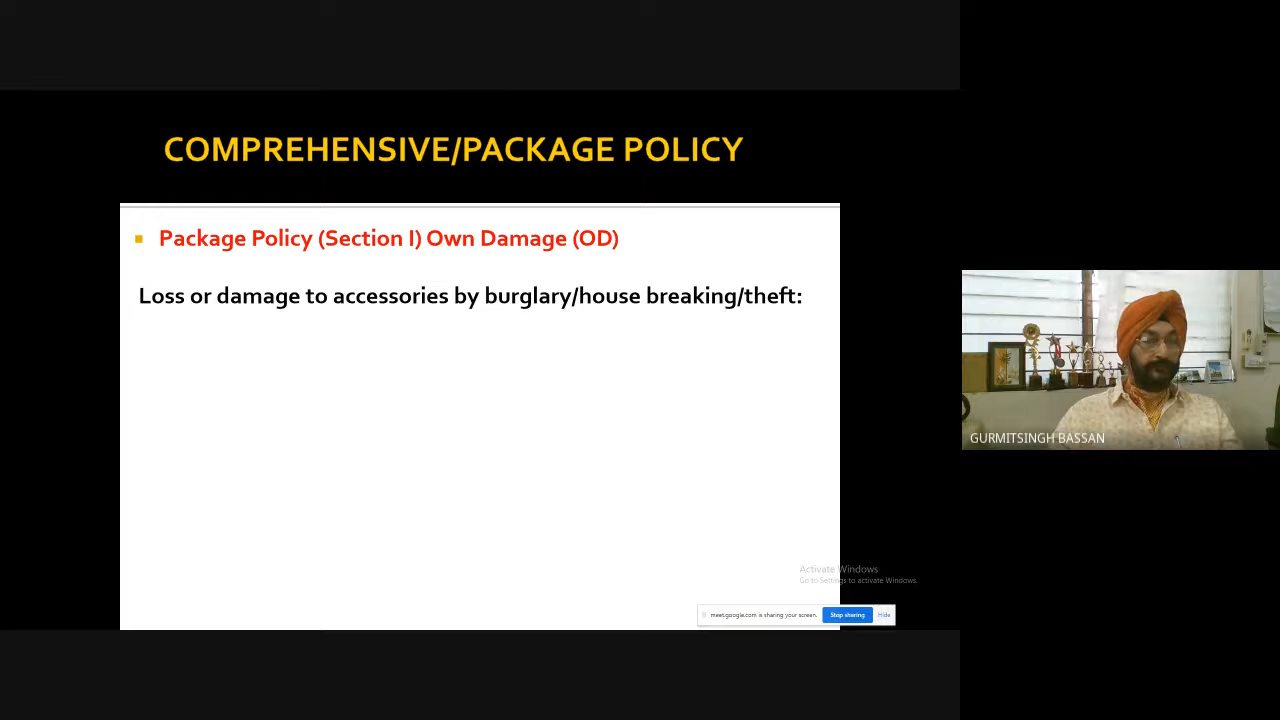 COMPREHENSIVE/PACKAGE POLICY
Package Policy (Section I) Own Damage (OD)
Loss or damage to accessories by burglary/house breaking/theft:
GURMITSINGH BASSAN
Activate Windows
Go to Settings to activate Windows.
meet.google.com is sharing your screen. Stop sharing Hide